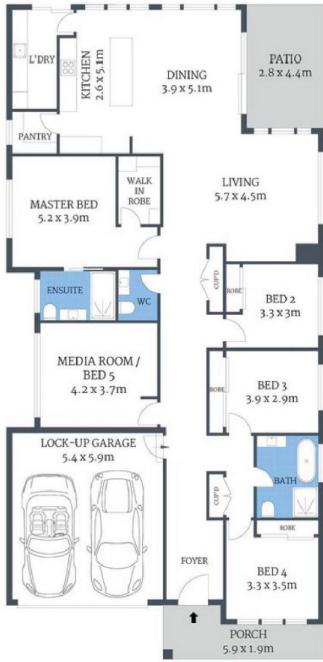 L'DRY
KITCHEN
2.6 x 5.1m
DINING
3.9 x 5.1m
PATIO
2.8 x 4.4m
PANTRY
WALK
IN
ROBE
MASTER BED
5.2 x 3.9m
LIVING
5.7 x 4.5m
ENSUITE
WC
CUP'D
ROBE
BED 2
3.3 x 3m
MEDIA ROOM /
BED 5
4.2 x 3.7m
ROBE
BED 3
3.9 x 2.9m
LOCK-UP GARAGE
5.4 x 5.9m
BATH
CUP'D
ROBE
FOYER
BED 4
3.3 x 3.5m
PORCH
5.9 x 1.9m